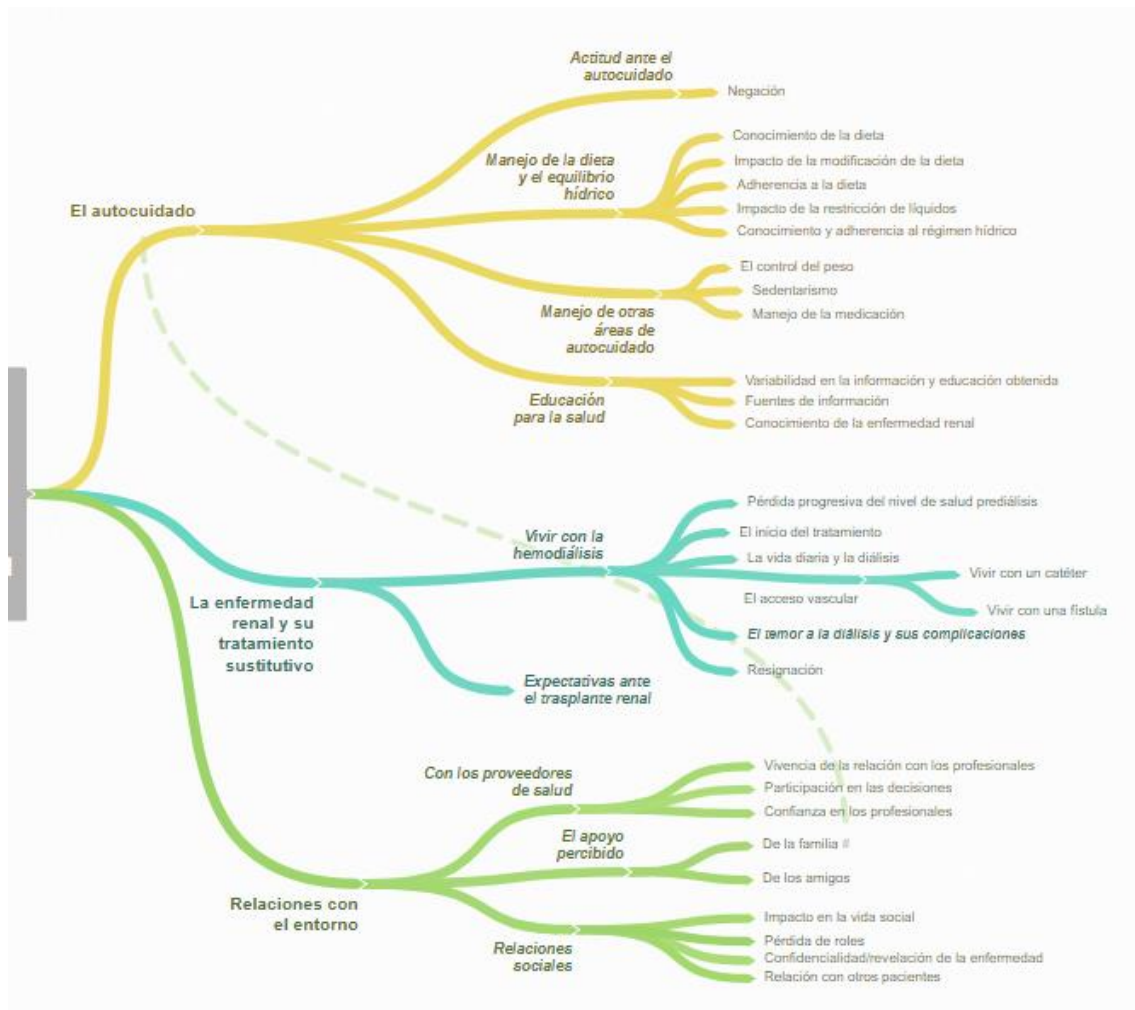 Actitud ante el
autocuidado
Negación
Manejo de la dieta
y el equilibrio
hídrico
Conocimiento de la dieta
Impacto de la modificación de la dieta
Adherencia a la dieta
Impacto de la restricción de líquidos
Conocimiento y adherencia al régimen hídrico
El autocuidado
El control del peso
Sedentarismo
Manejo de la medicación
Manejo de otras
áreas de
autocuidado
Educación
para la salud
Variabilidad en la información y educación obtenida
Fuentes de información
Conocimiento de la enfermedad renal
La enfermedad
renal y su
tratamiento
sustitutivo
Vivir con la
hemodiálisis
Pérdida progresiva del nivel de salud prediálisis
El inicio del tratamiento
La vida diaria y la diálisis
El acceso vascular
Vivir con un catéter
Vivir con una fístula
El temor a la diálisis y sus complicaciones
Resignación
Expectativas ante
el trasplante renal
Relaciones con
el entorno
Con los proveedores
de salud
Vivencia de la relación con los profesionales
Participación en las decisiones
Confianza en los profesionales
El apoyo
percibido
De la familia #
De los amigos
Relaciones
sociales
Impacto en la vida social
Pérdida de roles
Confidencialidad/revelación de la enfermedad
Relación con otros pacientes